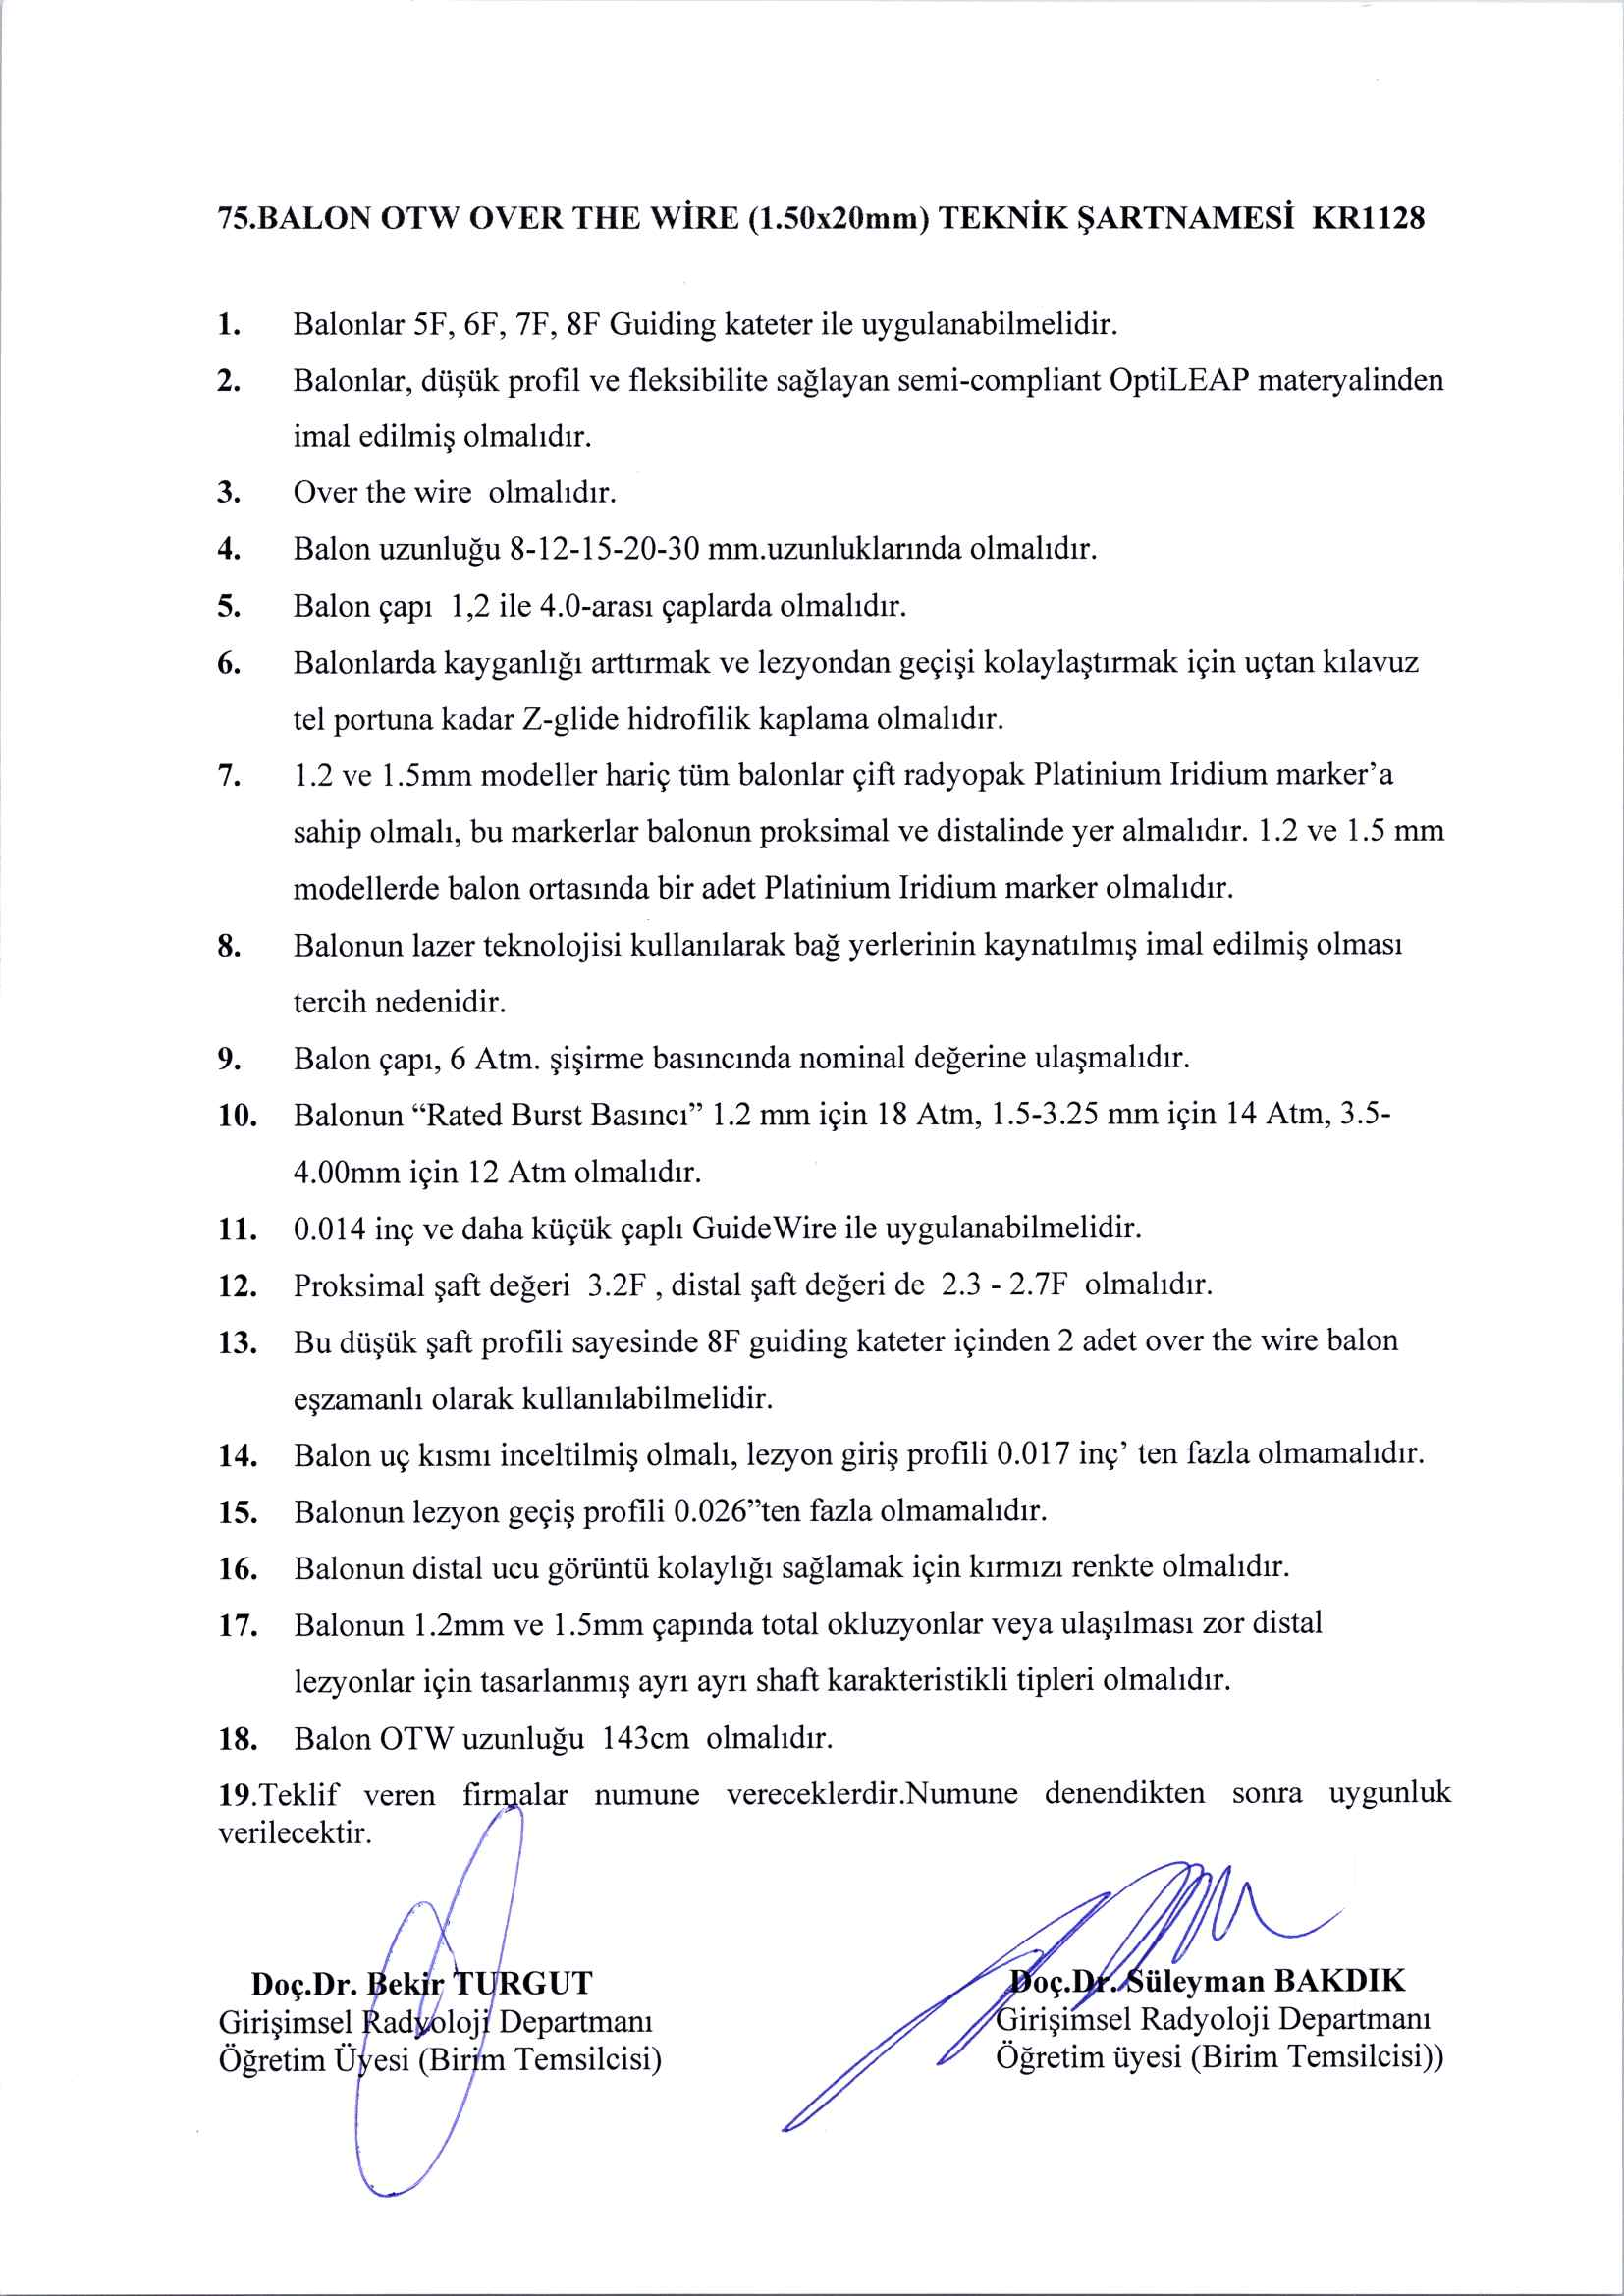 75.BALON OTW OVER THE WİRE (1.50x20mm) TEKNİK ŞARTNAMESİ KR1128
1. Balonlar 5F, 6F, 7F, 8F Guiding kateter ile uygulanabilmelidir.
2. Balonlar, düşük profil ve fleksibilite sağlayan semi-compliant OptiLEAP materyalinden
imal edilmiş olmalıdır.
3. Over the wire olmalıdır.
4. Balon uzunluğu 8-12-15-20-30 mm.uzunluklarında olmalıdır.
5. Balon çapı 1,2 ile 4.0-arası çaplarda olmalıdır.
6. Balonlarda kayganlığı arttırmak ve lezyondan geçişi kolaylaştırmak için uçtan kılavuz
tel portuna kadar Z-glide hidrofilik kaplama olmalıdır.
7. 1.2 ve 1.5mm modeller hariç tüm balonlar çift radyopak Platinium Iridium marker’a
sahip olmalı, bu markerlar balonun proksimal ve distalinde yer almalıdır. 1.2 ve 1.5 mm
modellerde balon ortasında bir adet Platinium Iridium marker olmalıdır.
8. Balonun lazer teknolojisi kullanılarak bağ yerlerinin kaynatılmış imal edilmiş olması
tercih nedenidir.
9. Balon çapı, 6 Atm. şişirme basıncında nominal değerine ulaşmalıdır.
10. Balonun “Rated Burst Basıncı” 1.2 mm için 18 Atm, 1.5-3.25 mm için 14 Atm, 3.5-
4.00mm için 12 Atm olmalıdır.
11. 0.014 inç ve daha küçük çaplı GuideWire ile uygulanabilmelidir.
12. Proksimal şaft değeri 3.2F , distal şaft değeri de 2.3 - 2.7F olmalıdır.
13. Bu düşük şaft profili sayesinde 8F guiding kateter içinden 2 adet over the wire balon
eşzamanlı olarak kullanılabilmelidir.
14. Balon uç kısmı inceltilmiş olmalı, lezyon giriş profili 0.017 inç’ ten fazla olmamalıdır.
15. Balonun lezyon geçiş profili 0.026”ten fazla olmamalıdır.
16. Balonun distal ucu görüntü kolaylığı sağlamak için kırmızı renkte olmalıdır.
17. Balonun 1.2mm ve 1.5mm çapında total okluzyonlar veya ulaşılması zor distal
lezyonlar için tasarlanmış ayrı ayrı shaft karakteristikli tipleri olmalıdır.
18. Balon OTW uzunluğu 143cm olmalıdır.
19.Teklif veren firmalar numune vereceklerdir.Numune denendikten sonra uygunluk
verilecektir.
Doç.Dr. Bekir TURGUT
Girişimsel Radyoloji Departmanı
Öğretim Üyesi (Birim Temsilcisi)
Doç.Dr. Süleyman BAKDIK
Girişimsel Radyoloji Departmanı
Öğretim üyesi (Birim Temsilcisi))